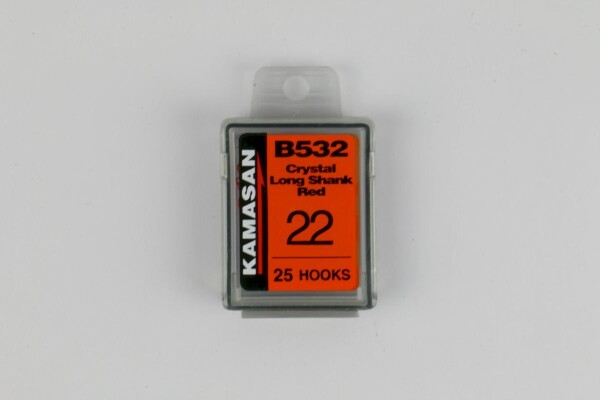 KAMASAN
B532
Crystal
Long Shank
Red
22
25 HOOKS